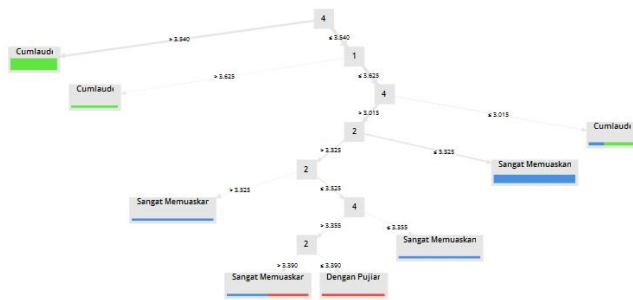 4
> 3.540
≤ 3.540
Cumlaude
1
> 3.625
≤ 3.625
Cumlaude
4
> 3.015
≤ 3.015
2
Cumlaude
> 3.325
≤ 3.325
2
Sangat Memuaskan
> 3.525
≤ 3.525
Sangat Memuaskar
4
> 3.355
≤ 3.355
2
Sangat Memuaskan
> 3.390
≤ 3.390
Sangat Memuaskar
Dengan Pujiar